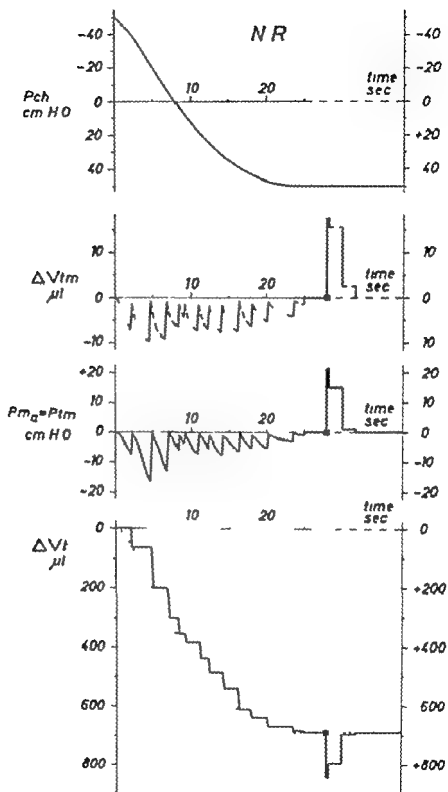 NR
-40 -40
-20 -20
10 20 time
sec
Pch
cm H O
0 0
20 +20
40 40
10 10
10 20 time
sec
ΔVtm
µl
0 0
-10 -10
+20 20
10 10
10 20 time
sec
Pmₐ=Ptm
cm H O
0 0
-10 -10
-20 -20
10 20 time
sec
ΔVt
µl
0 0
200 +200
400 +400
600 +600
800 +800